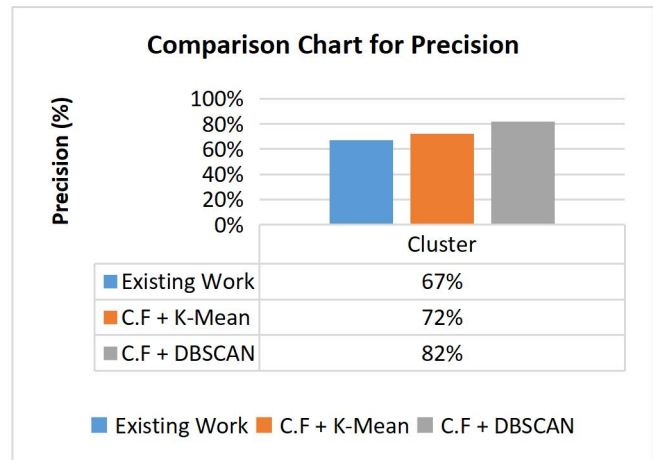 Comparison Chart for Precision
Precision (%)
100%
80%
60%
40%
20%
0%
Cluster
Existing Work 67%
C.F + K-Mean 72%
C.F + DBSCAN 82%
Existing Work C.F + K-Mean C.F + DBSCAN